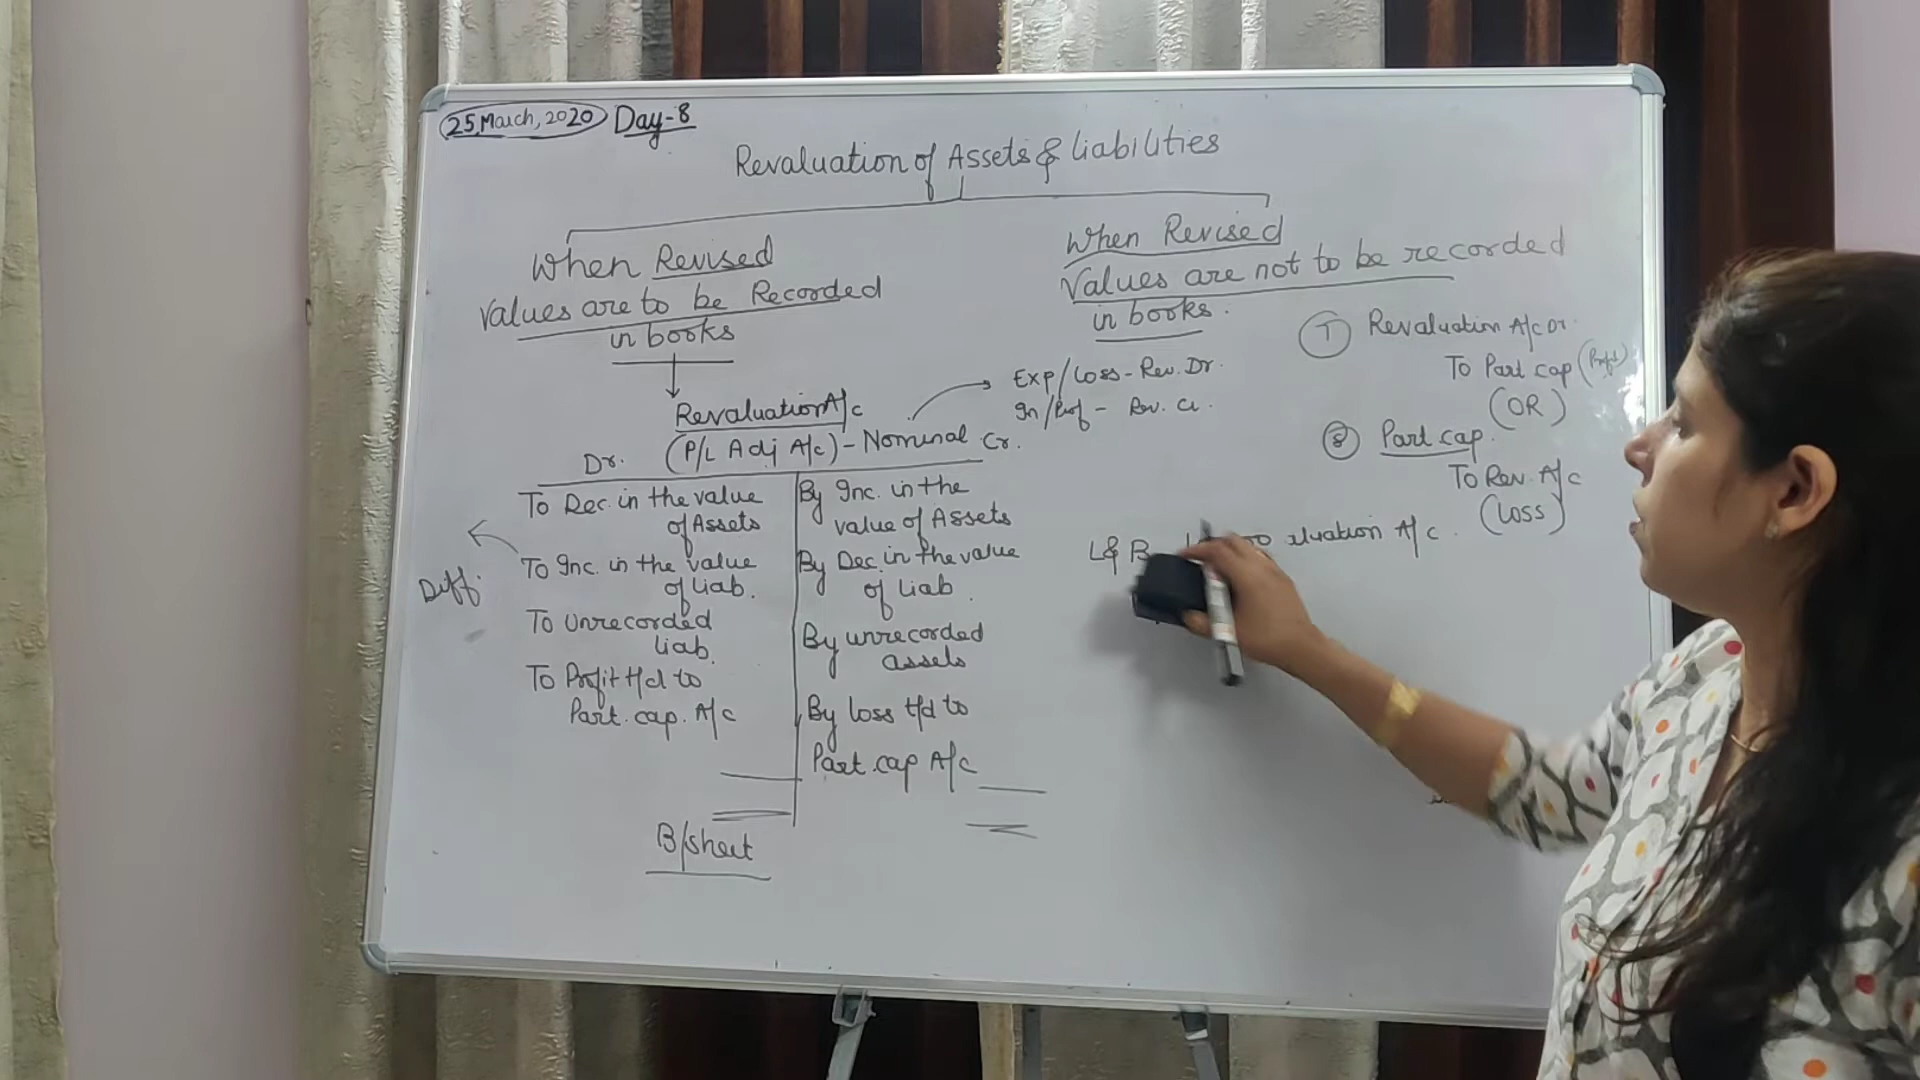 25, March, 2020 Day-8
Revaluation of Assets & liabilities
When Revised
values are to be Recorded
in books
Revaluation A/c
(P/L Adj A/c) - Nominal
Dr.
Cr.
To Dec. in the value
of Assets
To Inc. in the value
of Liab.
To unrecorded
liab.
To Profit t/d to
Part. cap. A/c
By Inc. in the
value of Assets
By Dec. in the value
of Liab.
By unrecorded
assets
By loss t/d to
Part. cap A/c
Diff.
B/sheet
When Revised
Values are not to be recorded
in books.
Exp/Loss - Rev. Dr.
In/Prof - Rev. Cr.
1 Revaluation A/c Dr.
To Part cap (Profit)
(OR)
Part cap.
To Rev. A/c
(Loss)
L & B
A/c.